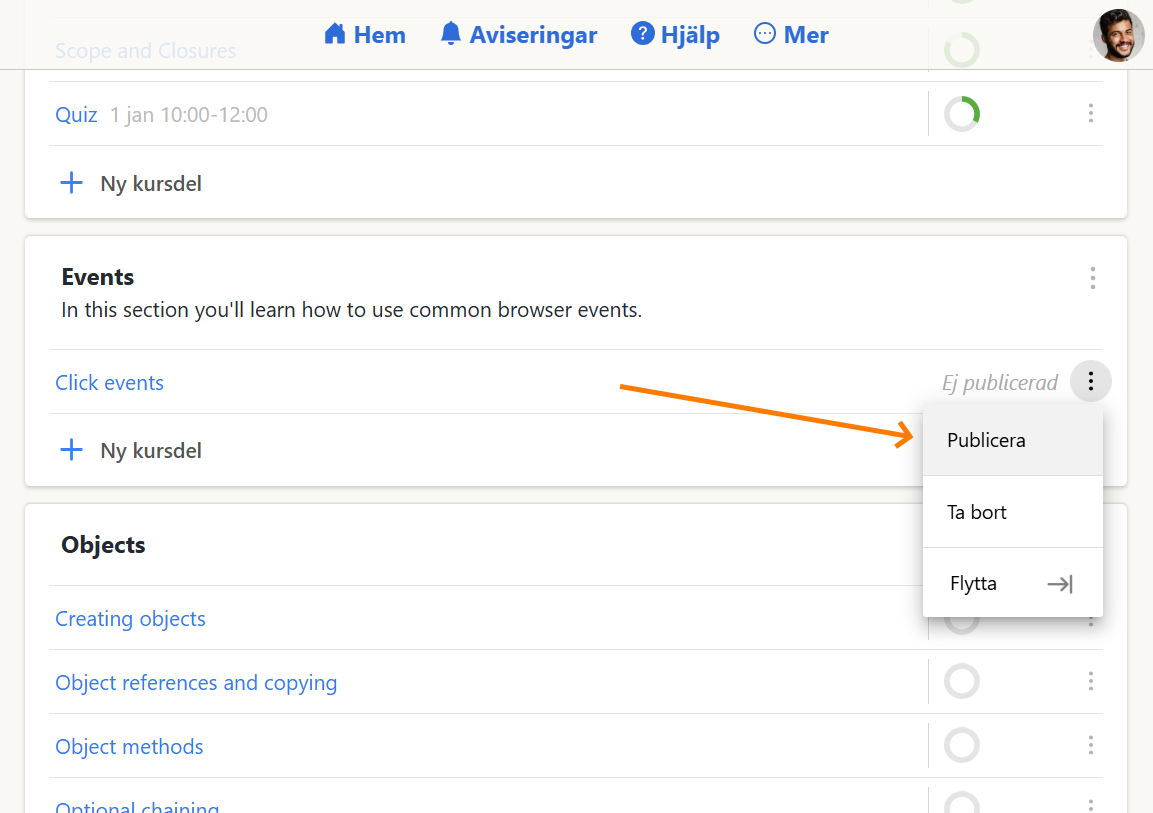 Hem Aviseringar Hjälp Mer
Scope and Closures
Quiz 1 jan 10:00-12:00
Ny kursdel
Events
In this section you'll learn how to use common browser events.
Click events Ej publicerad
Publicera
Ny kursdel
Ta bort
Objects
Flytta
Creating objects
Object references and copying
Object methods
Optional chaining